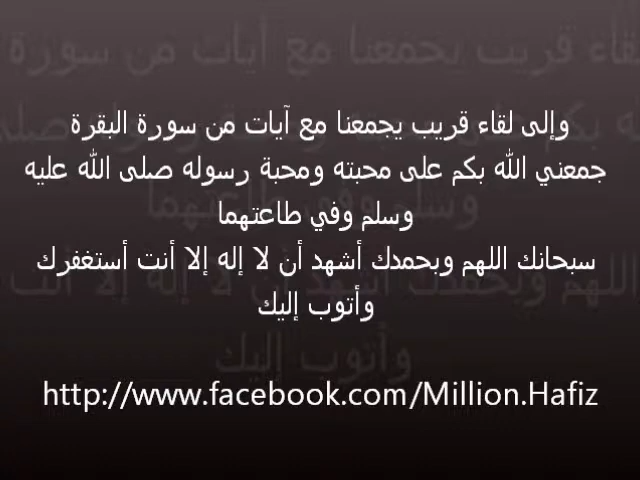 وإلى لقاء قريب يجمعنا مع آيات من سورة البقرة
جمعني الله بكم على محبته ومحبة رسوله صلى الله عليه
وسلم وفي طاعتهما
سبحانك اللهم وبحمدك أشهد أن لا إله إلا أنت أستغفرك
وأتوب إليك
http://www.facebook.com/Million.Hafiz